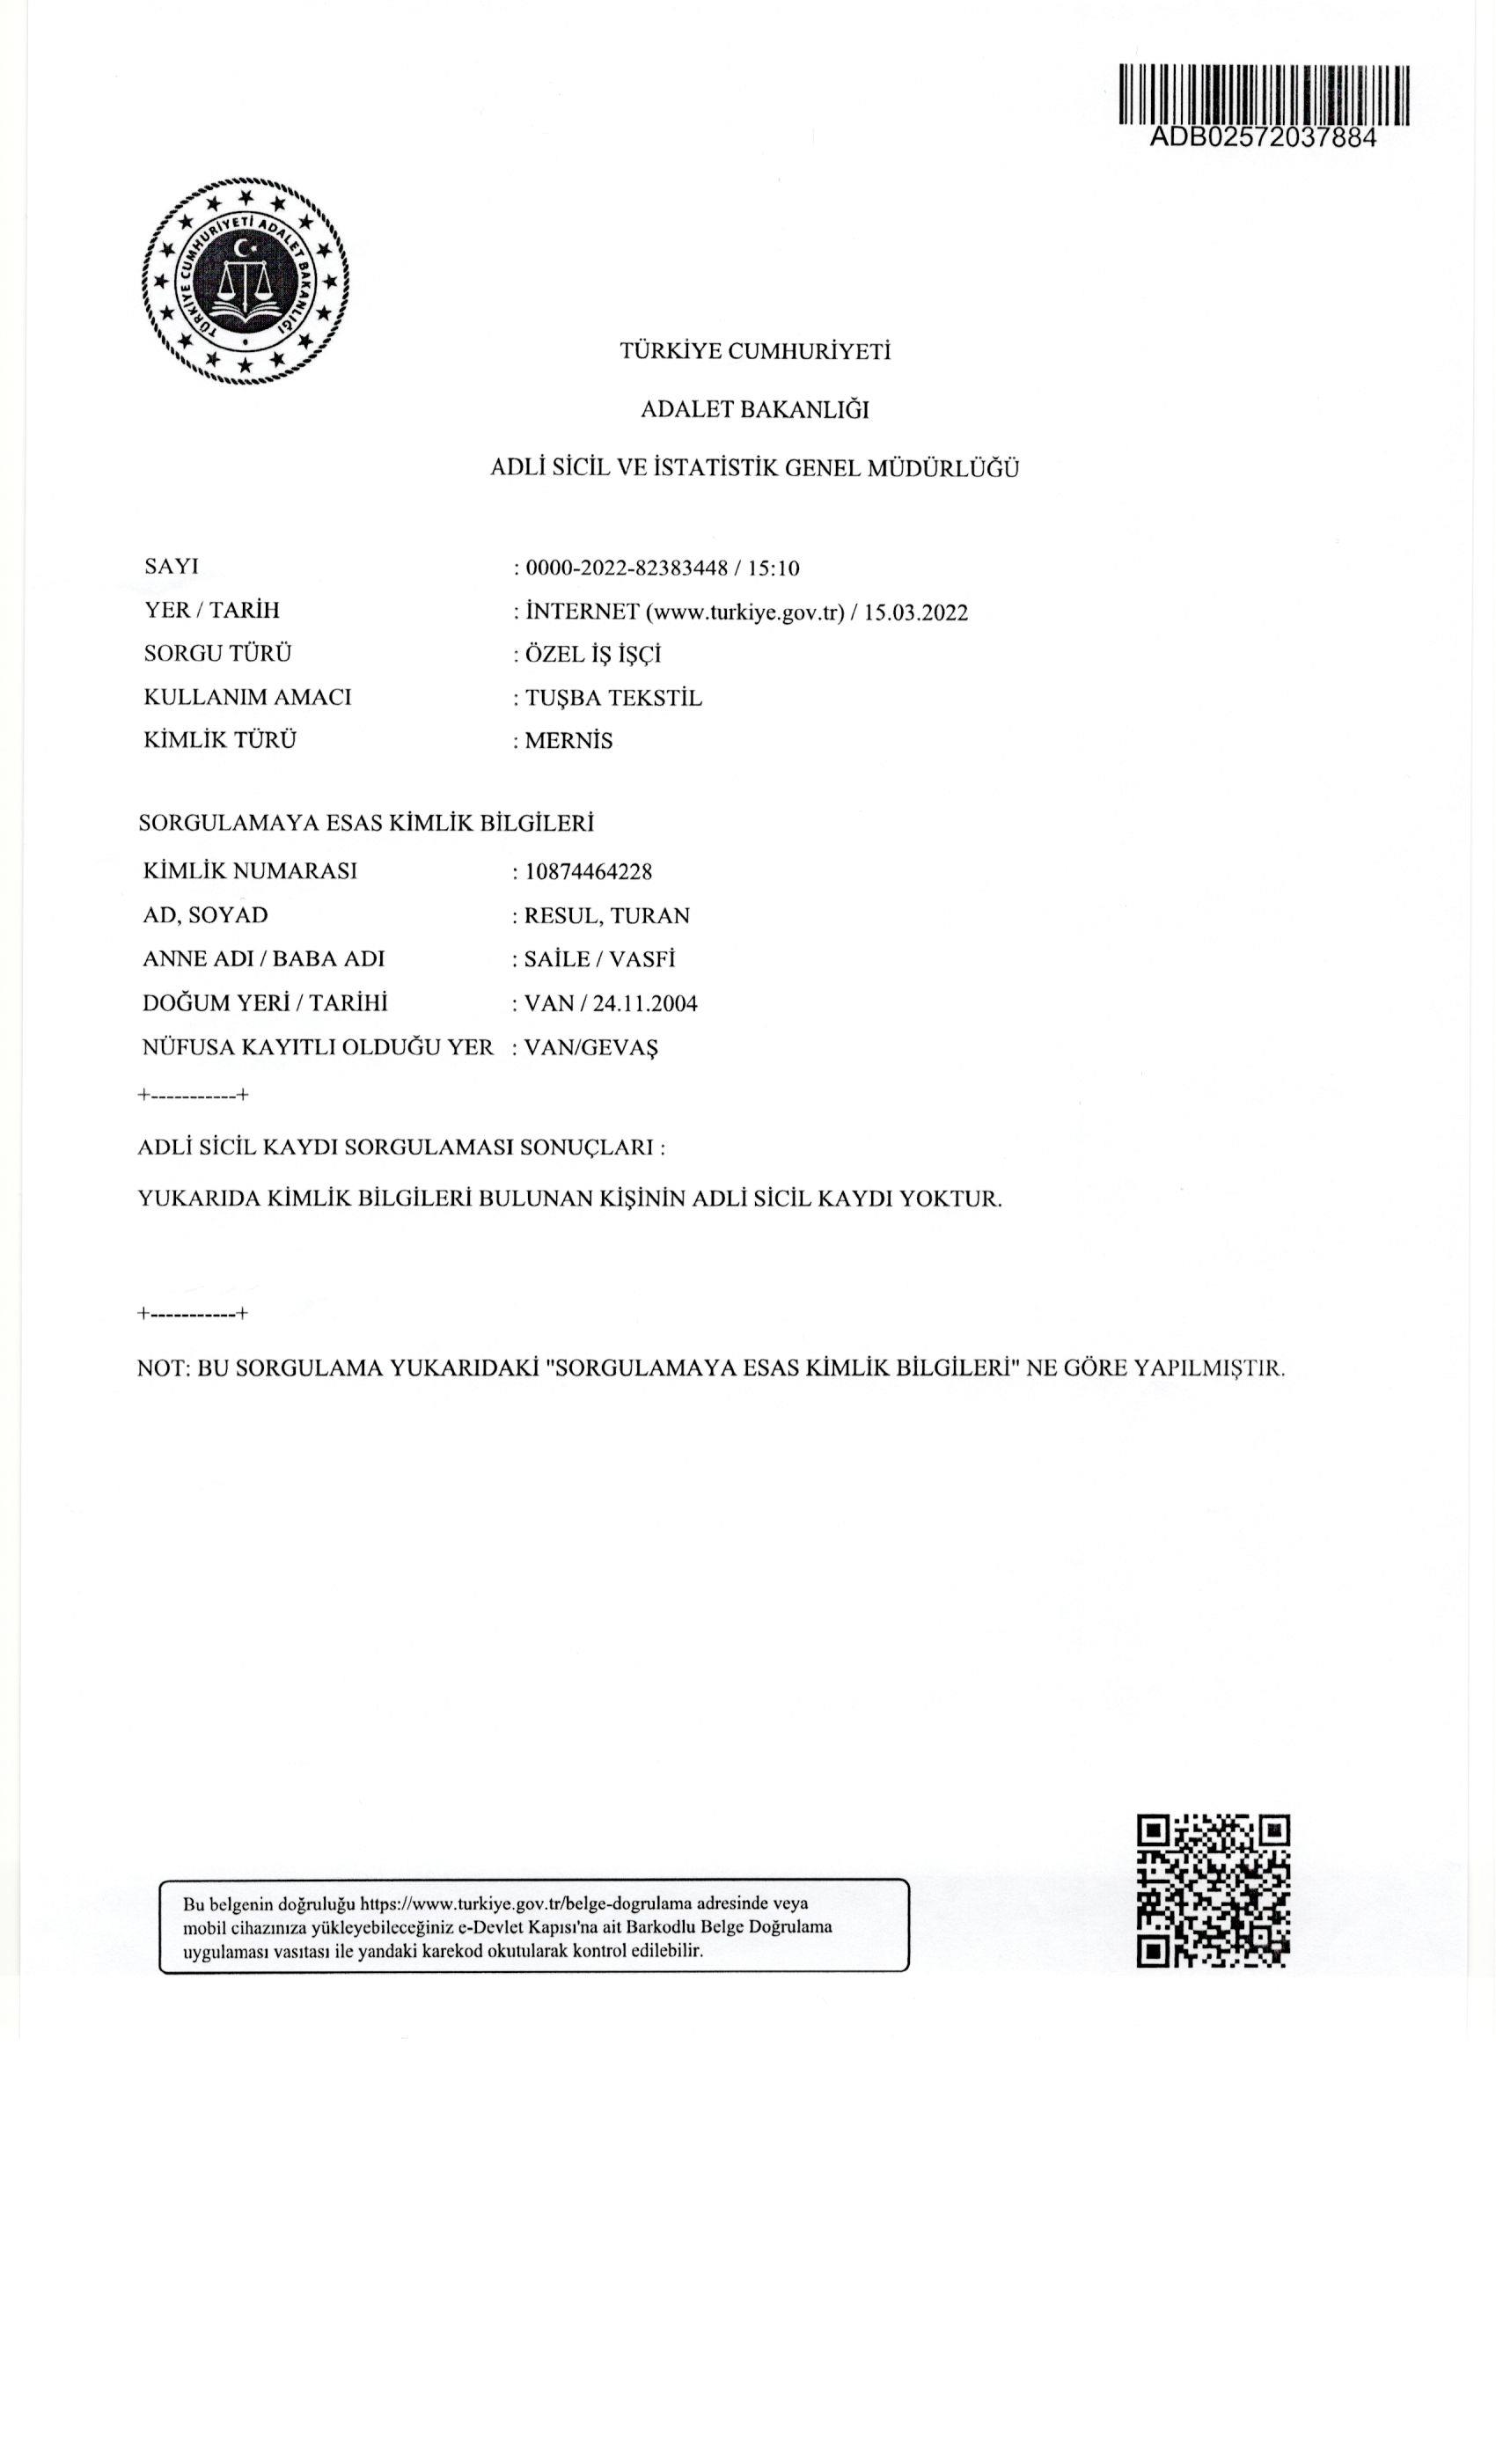 ADB02572037884
TÜRKİYE CUMHURİYETİ ADALET BAKANLIĞI
TÜRKİYE CUMHURİYETİ
ADALET BAKANLIĞI
ADLİ SİCİL VE İSTATİSTİK GENEL MÜDÜRLÜĞÜ
SAYI : 0000-2022-82383448 / 15:10
YER / TARİH : İNTERNET (www.turkiye.gov.tr) / 15.03.2022
SORGU TÜRÜ : ÖZEL İŞ İŞÇİ
KULLANIM AMACI : TUŞBA TEKSTİL
KİMLİK TÜRÜ : MERNİS
SORGULAMAYA ESAS KİMLİK BİLGİLERİ
KİMLİK NUMARASI : 10874464228
AD, SOYAD : RESUL, TURAN
ANNE ADI / BABA ADI : SAİLE / VASFİ
DOĞUM YERİ / TARİHİ : VAN / 24.11.2004
NÜFUSA KAYITLI OLDUĞU YER : VAN/GEVAŞ
+-----------+
ADLİ SİCİL KAYDI SORGULAMASI SONUÇLARI :
YUKARIDA KİMLİK BİLGİLERİ BULUNAN KİŞİNİN ADLİ SİCİL KAYDI YOKTUR.
+-----------+
NOT: BU SORGULAMA YUKARIDAKİ "SORGULAMAYA ESAS KİMLİK BİLGİLERİ" NE GÖRE YAPILMIŞTIR.
Bu belgenin doğruluğu https://www.turkiye.gov.tr/belge-dogrulama adresinde veya
mobil cihazınıza yükleyebileceğiniz e-Devlet Kapısı'na ait Barkodlu Belge Doğrulama
uygulaması vasıtası ile yandaki karekod okutularak kontrol edilebilir.